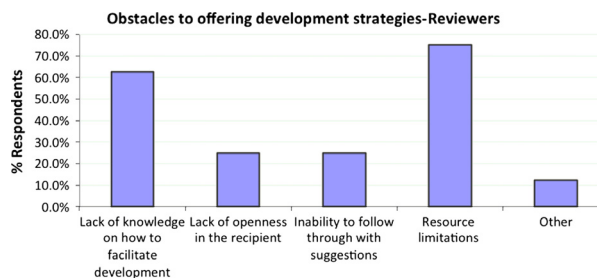 Obstacles to offering development strategies-Reviewers
% Respondents
80.0%
70.0%
60.0%
50.0%
40.0%
30.0%
20.0%
10.0%
0.0%
Lack of knowledge
on how to
facilitate
development
Lack of openness
in the recipient
Inability to follow
through with
suggestions
Resource
limitations
Other